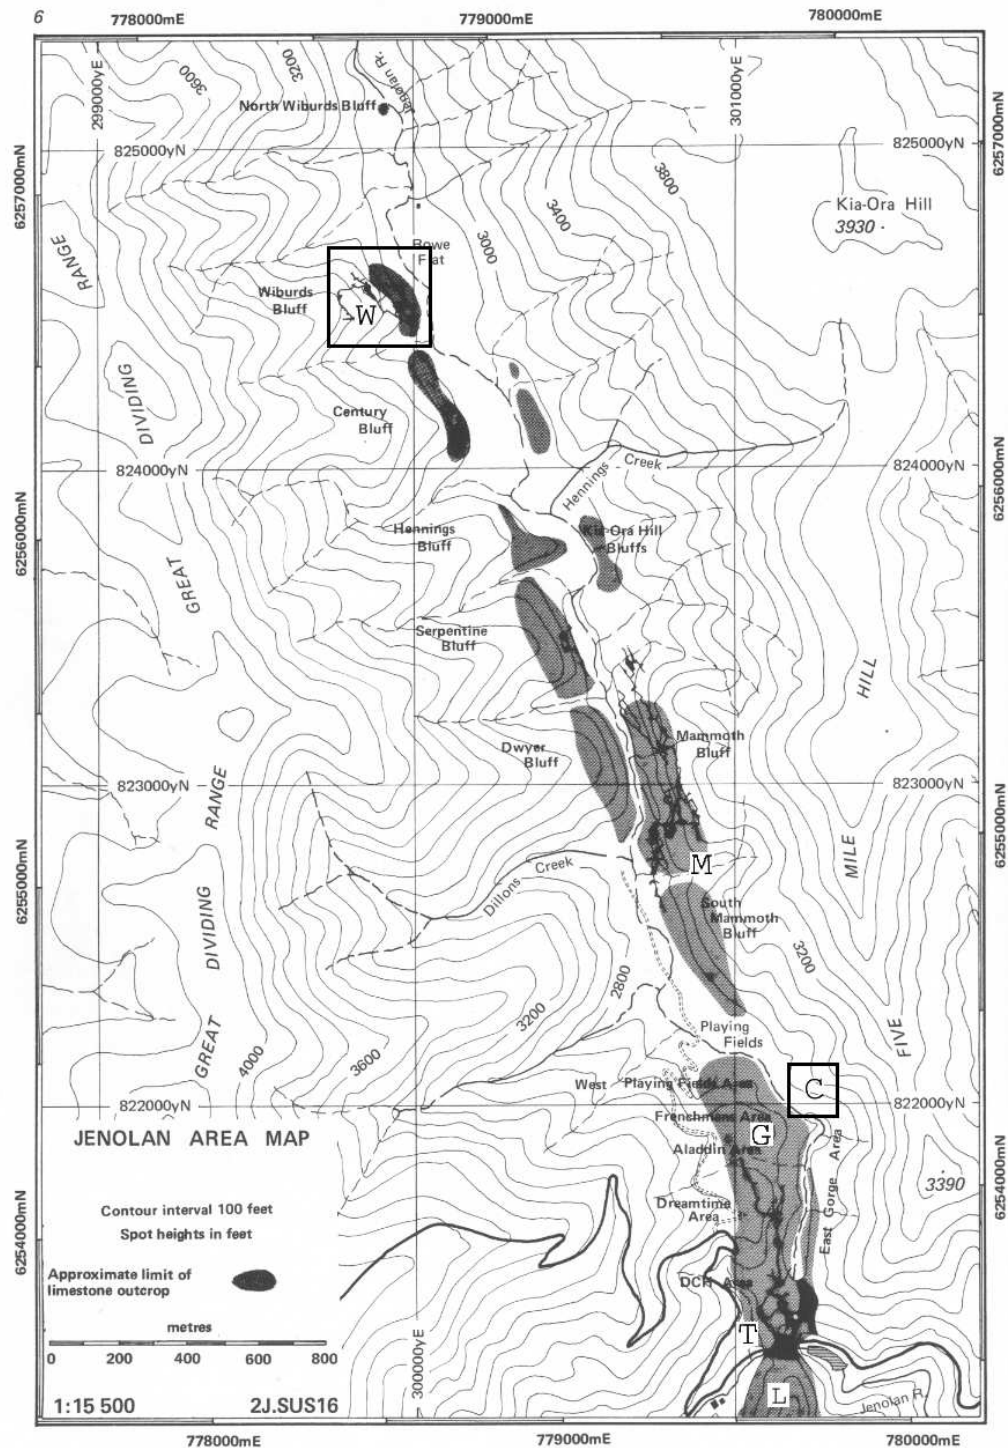 6
778000mE
779000mE
780000mE
3600
3200
Jenolan R.
299000yE
301000yE
North Wiburds Bluff
825000yN
825000yN
6257000mN
6257000mN
3800
3400
3000
Kia-Ora Hill
3930
RANGE
Rowe
Flat
Wiburds
Bluff
W
DIVIDING
Century
Bluff
824000yN
824000yN
Hennings
Creek
6256000mN
6256000mN
Hennings
Bluff
Kia-Ora Hill
Bluffs
GREAT
Serpentine
Bluff
HILL
Dwyer
Bluff
Mammoth
Bluff
823000yN
823000yN
RANGE
6255000mN
6255000mN
MILE
M
Dillons
Creek
South
Mammoth
Bluff
DIVIDING
3200
2800
3200
Playing
Fields
FIVE
GREAT
4000
3600
West Playing Fields Area
C
822000yN
822000yN
Frenchmans Area
G
JENOLAN AREA MAP
Aladdin Area
East Gorge Area
6254000mN
6254000mN
3390
Contour interval 100 feet
Spot heights in feet
Dreamtime
Area
Approximate limit of
limestone outcrop
DCH Area
metres
0 200 400 600 800
T
300000yE
L
Jenolan R.
1:15 500
2J.SUS16
778000mE
779000mE
780000mE